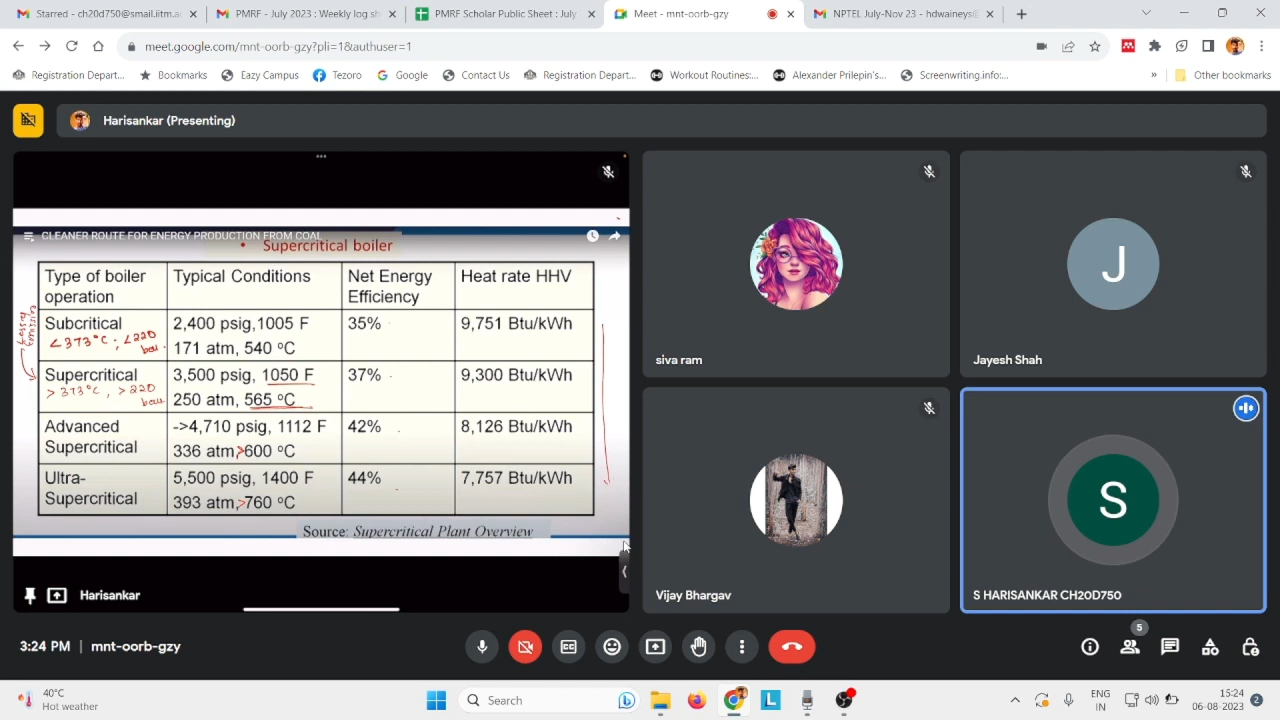 Starred - ch20d750@smail.iitm.a
PMRF - July 2023 : Weekly log sh
PMRF Scholar Public Sheet : July
Meet - mnt-oorb-gzy
NPTEL July-Nov 23 - hdwaineys@
meet.google.com/mnt-oorb-gzy?pli=1&authuser=1
Registration Depart...
Bookmarks
Eazy Campus
Tezoro
Google
Contact Us
Registration Depart...
Workout Routines:...
Alexander Prilepin's...
Screenwriting.info:...
»
Other bookmarks
Harisankar (Presenting)
CLEANER ROUTE FOR ENERGY PRODUCTION FROM COAL
• Supercritical boiler
Type of boiler operation
Typical Conditions
Net Energy Efficiency
Heat rate HHV
Subcritical
<373°C ; <220
2,400 psig,1005 F
171 atm, 540 ºC
35%
9,751 Btu/kWh
Supercritical
>373°C, >220
3,500 psig, 1050 F
250 atm, 565 ºC
37%
9,300 Btu/kWh
Advanced Supercritical
->4,710 psig, 1112 F
336 atm,>600 ºC
42%
8,126 Btu/kWh
Ultra-Supercritical
5,500 psig, 1400 F
393 atm,>760 ºC
44%
7,757 Btu/kWh
Source: Supercritical Plant Overview
Harisankar
siva ram
J
Jayesh Shah
Vijay Bhargav
S
S HARISANKAR CH20D750
3:24 PM | mnt-oorb-gzy
5
40°C
Hot weather
Search
L
ENG
IN
15:24
06-08-2023
2